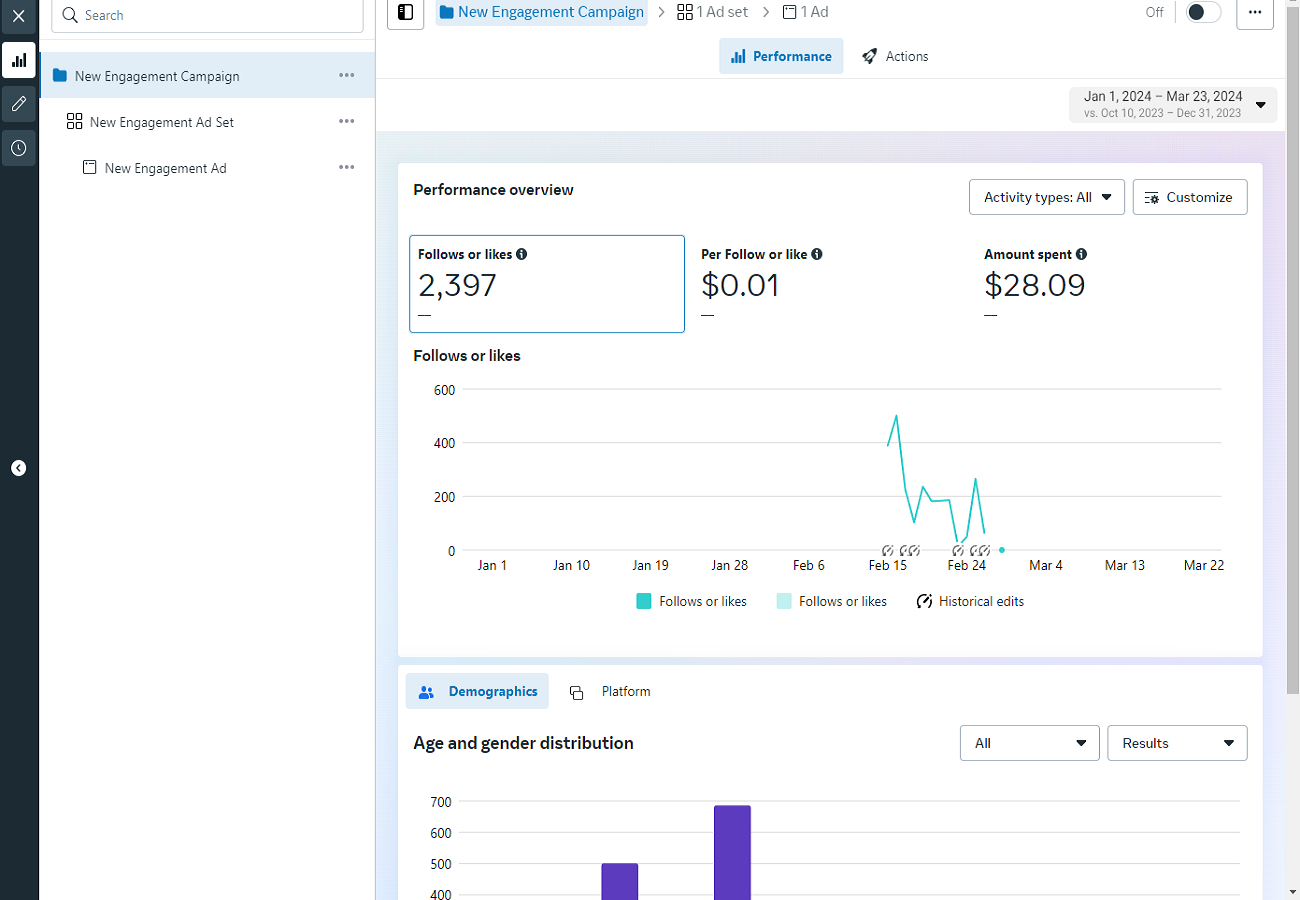 Search
New Engagement Campaign
New Engagement Ad Set
New Engagement Ad
New Engagement Campaign
1 Ad set
1 Ad
Off
Performance
Actions
Jan 1, 2024 – Mar 23, 2024
vs. Oct 10, 2023 – Dec 31, 2023
Performance overview
Activity types: All
Customize
Follows or likes
2,397
—
Per Follow or like
$0.01
—
Amount spent
$28.09
—
Follows or likes
600
400
200
0
Jan 1 Jan 10 Jan 19 Jan 28 Feb 6 Feb 15 Feb 24 Mar 4 Mar 13 Mar 22
Follows or likes Follows or likes Historical edits
Demographics
Platform
Age and gender distribution
All
Results
700
600
500
400